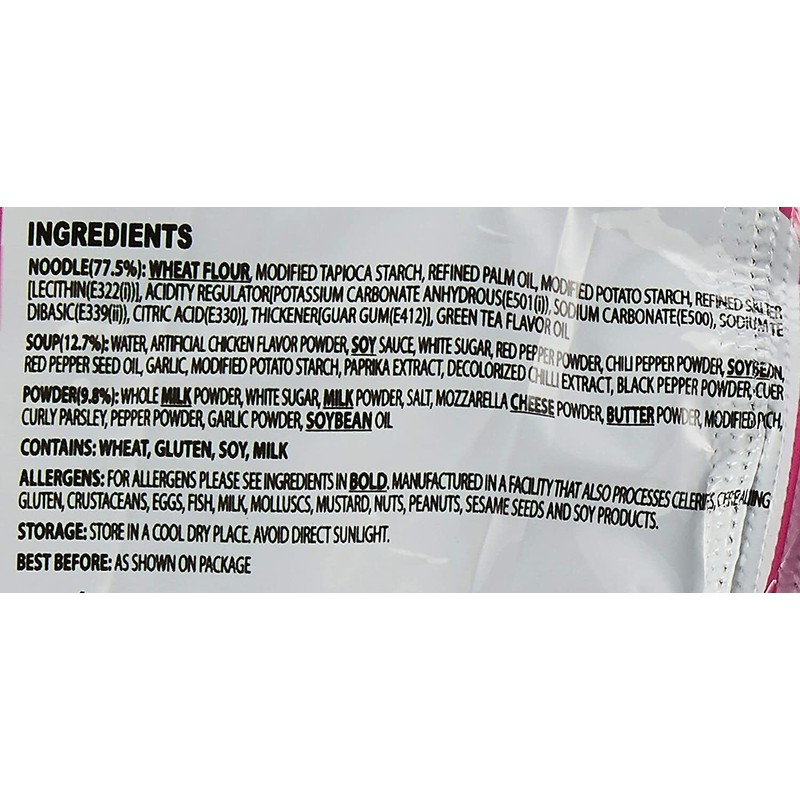 INGREDIENTS
NOODLE(77.5%): WHEAT FLOUR, MODIFIED TAPIOCA STARCH, REFINED PALM OIL, MODIFIED POTATO STARCH, REFINED
[LECITHIN(E322(i))], ACIDITY REGULATOR[POTASSIUM CARBONATE ANHYDROUS(E501(i)), SODIUM CARBONATE(E500), SODIUM
DIBASIC(E339(ii)), CITRIC ACID(E330)], THICKENER[GUAR GUM(E412)], GREEN TEA FLAVOR OIL
SOUP(12.7%): WATER, ARTIFICIAL CHICKEN FLAVOR POWDER, SOY SAUCE, WHITE SUGAR, RED PEPPER POWDER, CHILI PEPPER POWDER,
RED PEPPER SEED OIL, GARLIC, MODIFIED POTATO STARCH, PAPRIKA EXTRACT, DECOLORIZED CHILLI EXTRACT, BLACK PEPPER POWDER,
POWDER(9.8%): WHOLE MILK POWDER, WHITE SUGAR, MILK POWDER, SALT, MOZZARELLA CHEESE POWDER, BUTTER POWDER, MODIFIED
CURLY PARSLEY, PEPPER POWDER, GARLIC POWDER, SOYBEAN OIL
CONTAINS: WHEAT, GLUTEN, SOY, MILK
ALLERGENS: FOR ALLERGENS PLEASE SEE INGREDIENTS IN BOLD. MANUFACTURED IN A FACILITY THAT ALSO PROCESSES
GLUTEN, CRUSTACEANS, EGGS, FISH, MILK, MOLLUSCS, MUSTARD, NUTS, PEANUTS, SESAME SEEDS AND SOY PRODUCTS.
STORAGE: STORE IN A COOL DRY PLACE. AVOID DIRECT SUNLIGHT.
BEST BEFORE: AS SHOWN ON PACKAGE